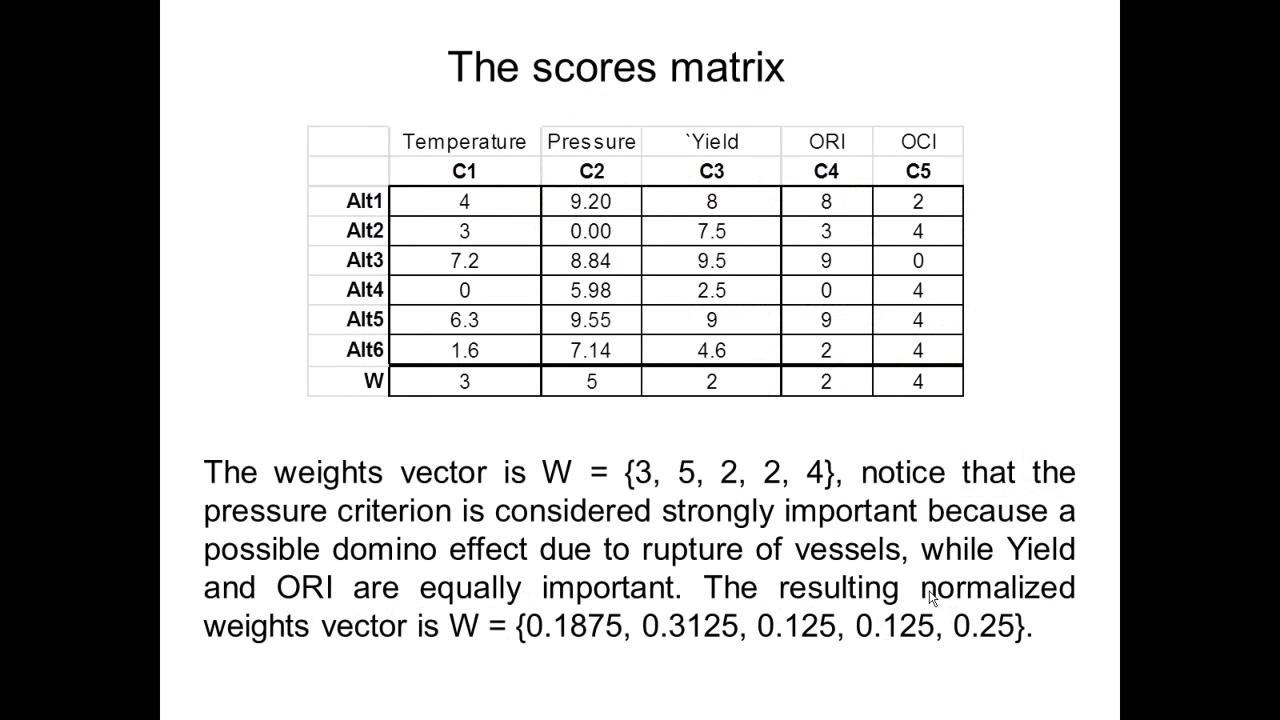 The scores matrix
Temperature Pressure `Yield ORI OCI
C1 C2 C3 C4 C5
Alt1 4 9.20 8 8 2
Alt2 3 0.00 7.5 3 4
Alt3 7.2 8.84 9.5 9 0
Alt4 0 5.98 2.5 0 4
Alt5 6.3 9.55 9 9 4
Alt6 1.6 7.14 4.6 2 4
W 3 5 2 2 4
The weights vector is W = {3, 5, 2, 2, 4}, notice that the
pressure criterion is considered strongly important because a
possible domino effect due to rupture of vessels, while Yield
and ORI are equally important. The resulting normalized
weights vector is W = {0.1875, 0.3125, 0.125, 0.125, 0.25}.